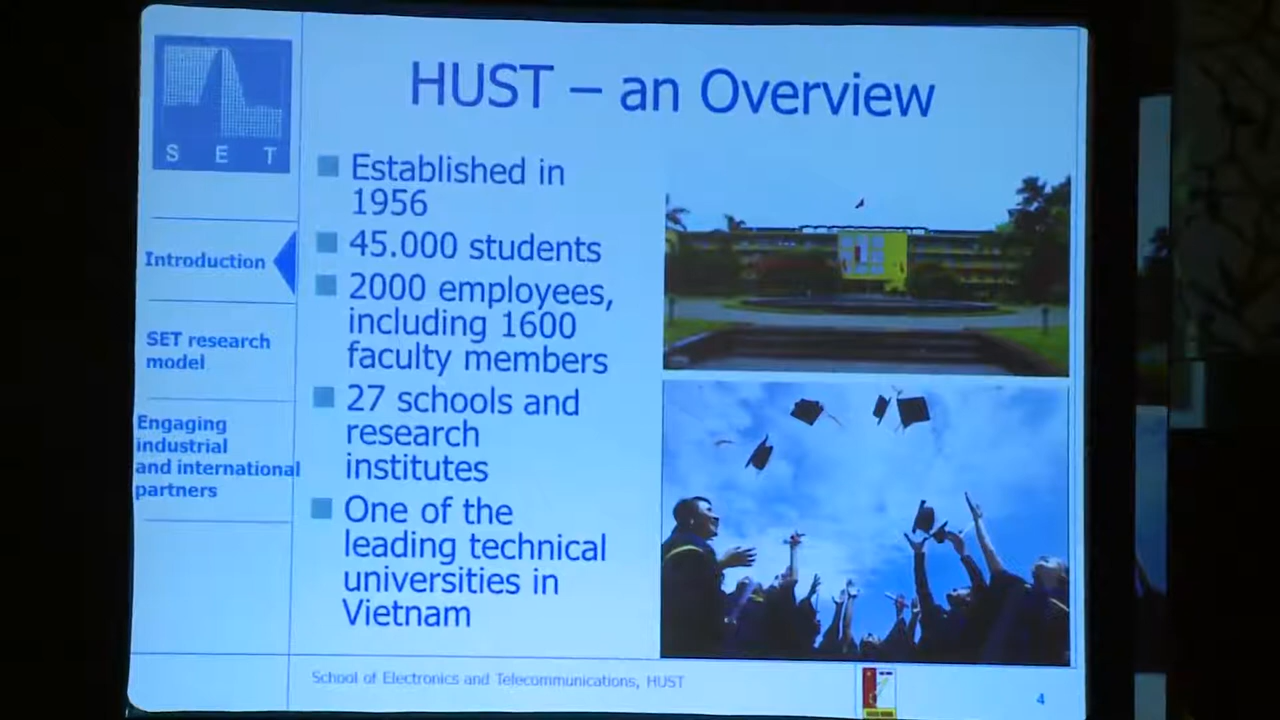 SET
HUST – an Overview
Introduction
SET research
model
Engaging
industrial
and international
partners
Established in
1956
45.000 students
2000 employees,
including 1600
faculty members
27 schools and
research
institutes
One of the
leading technical
universities in
Vietnam
School of Electronics and Telecommunications, HUST
4